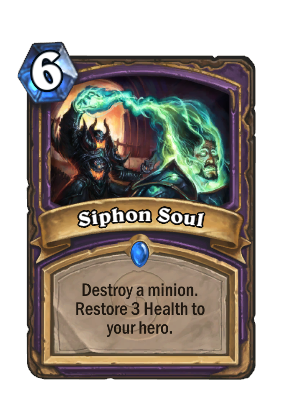 6
Siphon Soul
Destroy a minion.
Restore 3 Health to
your hero.